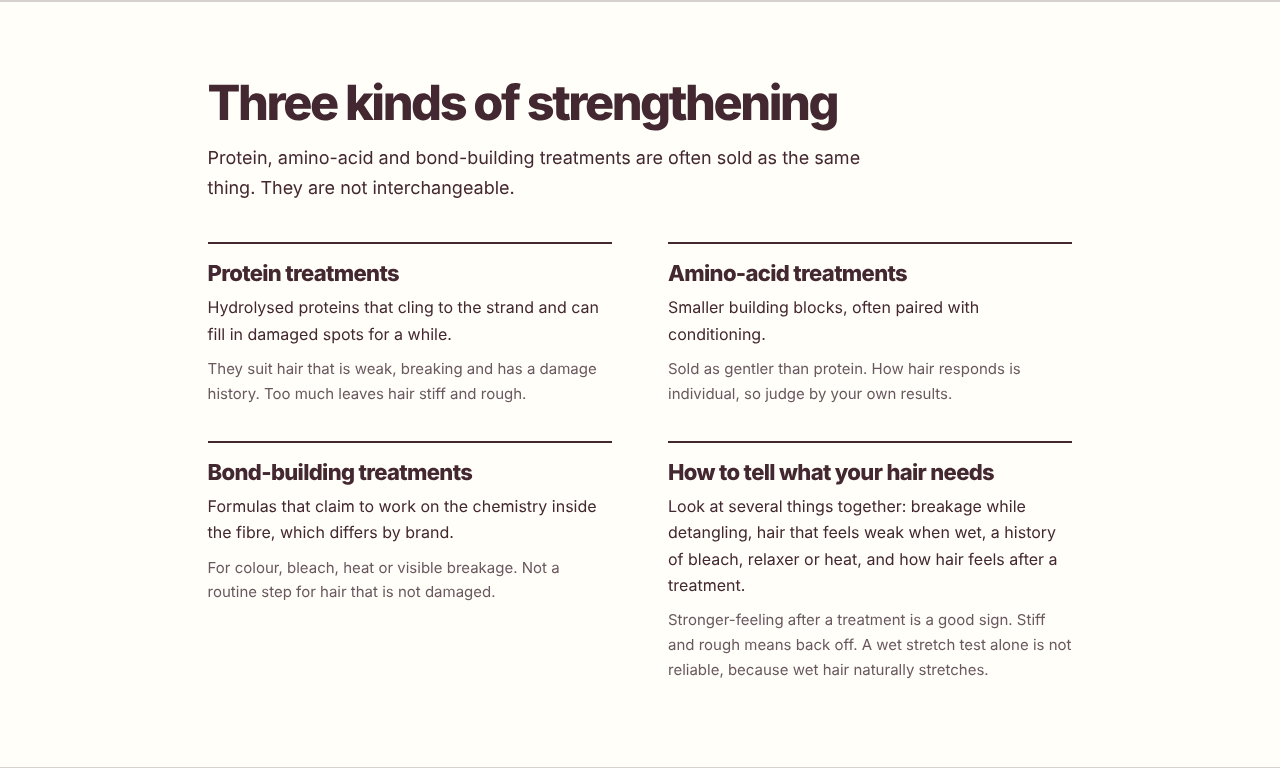 Three kinds of strengthening
Protein, amino-acid and bond-building treatments are often sold as the same
thing. They are not interchangeable.
Protein treatments
Hydrolysed proteins that cling to the strand and can
fill in damaged spots for a while.
They suit hair that is weak, breaking and has a damage
history. Too much leaves hair stiff and rough.
Amino-acid treatments
Smaller building blocks, often paired with
conditioning.
Sold as gentler than protein. How hair responds is
individual, so judge by your own results.
Bond-building treatments
Formulas that claim to work on the chemistry inside
the fibre, which differs by brand.
For colour, bleach, heat or visible breakage. Not a
routine step for hair that is not damaged.
How to tell what your hair needs
Look at several things together: breakage while
detangling, hair that feels weak when wet, a history
of bleach, relaxer or heat, and how hair feels after a
treatment.
Stronger-feeling after a treatment is a good sign. Stiff
and rough means back off. A wet stretch test alone is not
reliable, because wet hair naturally stretches.